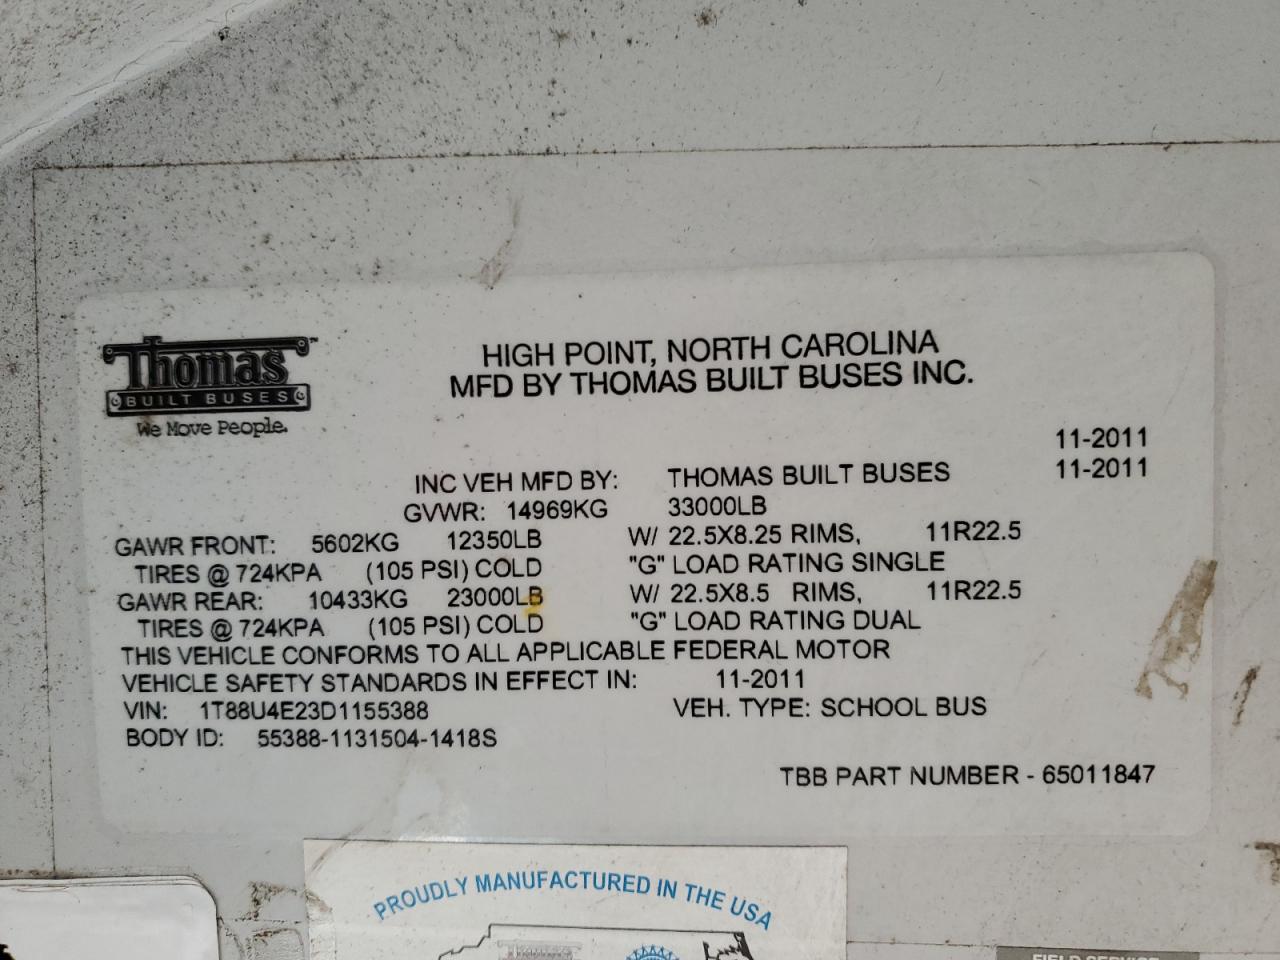 Thomas™
BUILT BUSES
We Move People.
HIGH POINT, NORTH CAROLINA
MFD BY THOMAS BUILT BUSES INC.
11-2011
INC VEH MFD BY: THOMAS BUILT BUSES 11-2011
GVWR: 14969KG 33000LB
GAWR FRONT: 5602KG 12350LB W/ 22.5X8.25 RIMS, 11R22.5
TIRES @ 724KPA (105 PSI) COLD "G" LOAD RATING SINGLE
GAWR REAR: 10433KG 23000LB W/ 22.5X8.5 RIMS, 11R22.5
TIRES @ 724KPA (105 PSI) COLD "G" LOAD RATING DUAL
THIS VEHICLE CONFORMS TO ALL APPLICABLE FEDERAL MOTOR
VEHICLE SAFETY STANDARDS IN EFFECT IN: 11-2011
VIN: 1T88U4E23D1155388 VEH. TYPE: SCHOOL BUS
BODY ID: 55388-1131504-1418S
TBB PART NUMBER - 65011847
PROUDLY MANUFACTURED IN THE USA
FIELD SERVICE